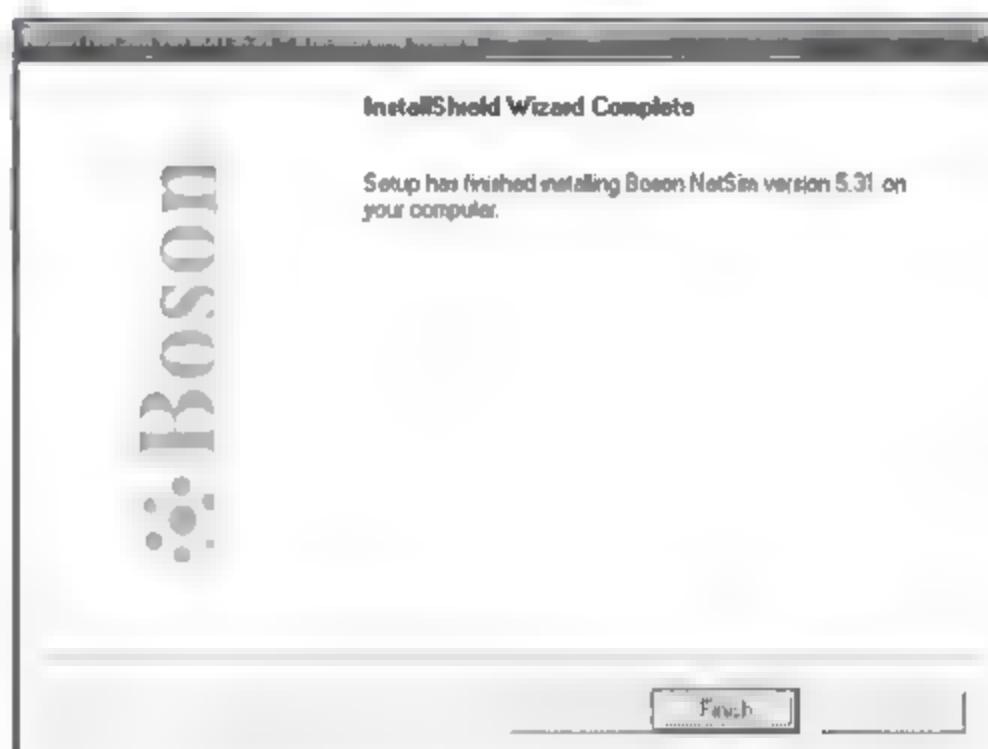 InstallShield Wizard Complete
Setup has finished installing Boson NetSim version 5.31 on
your computer.
Boson
Finish